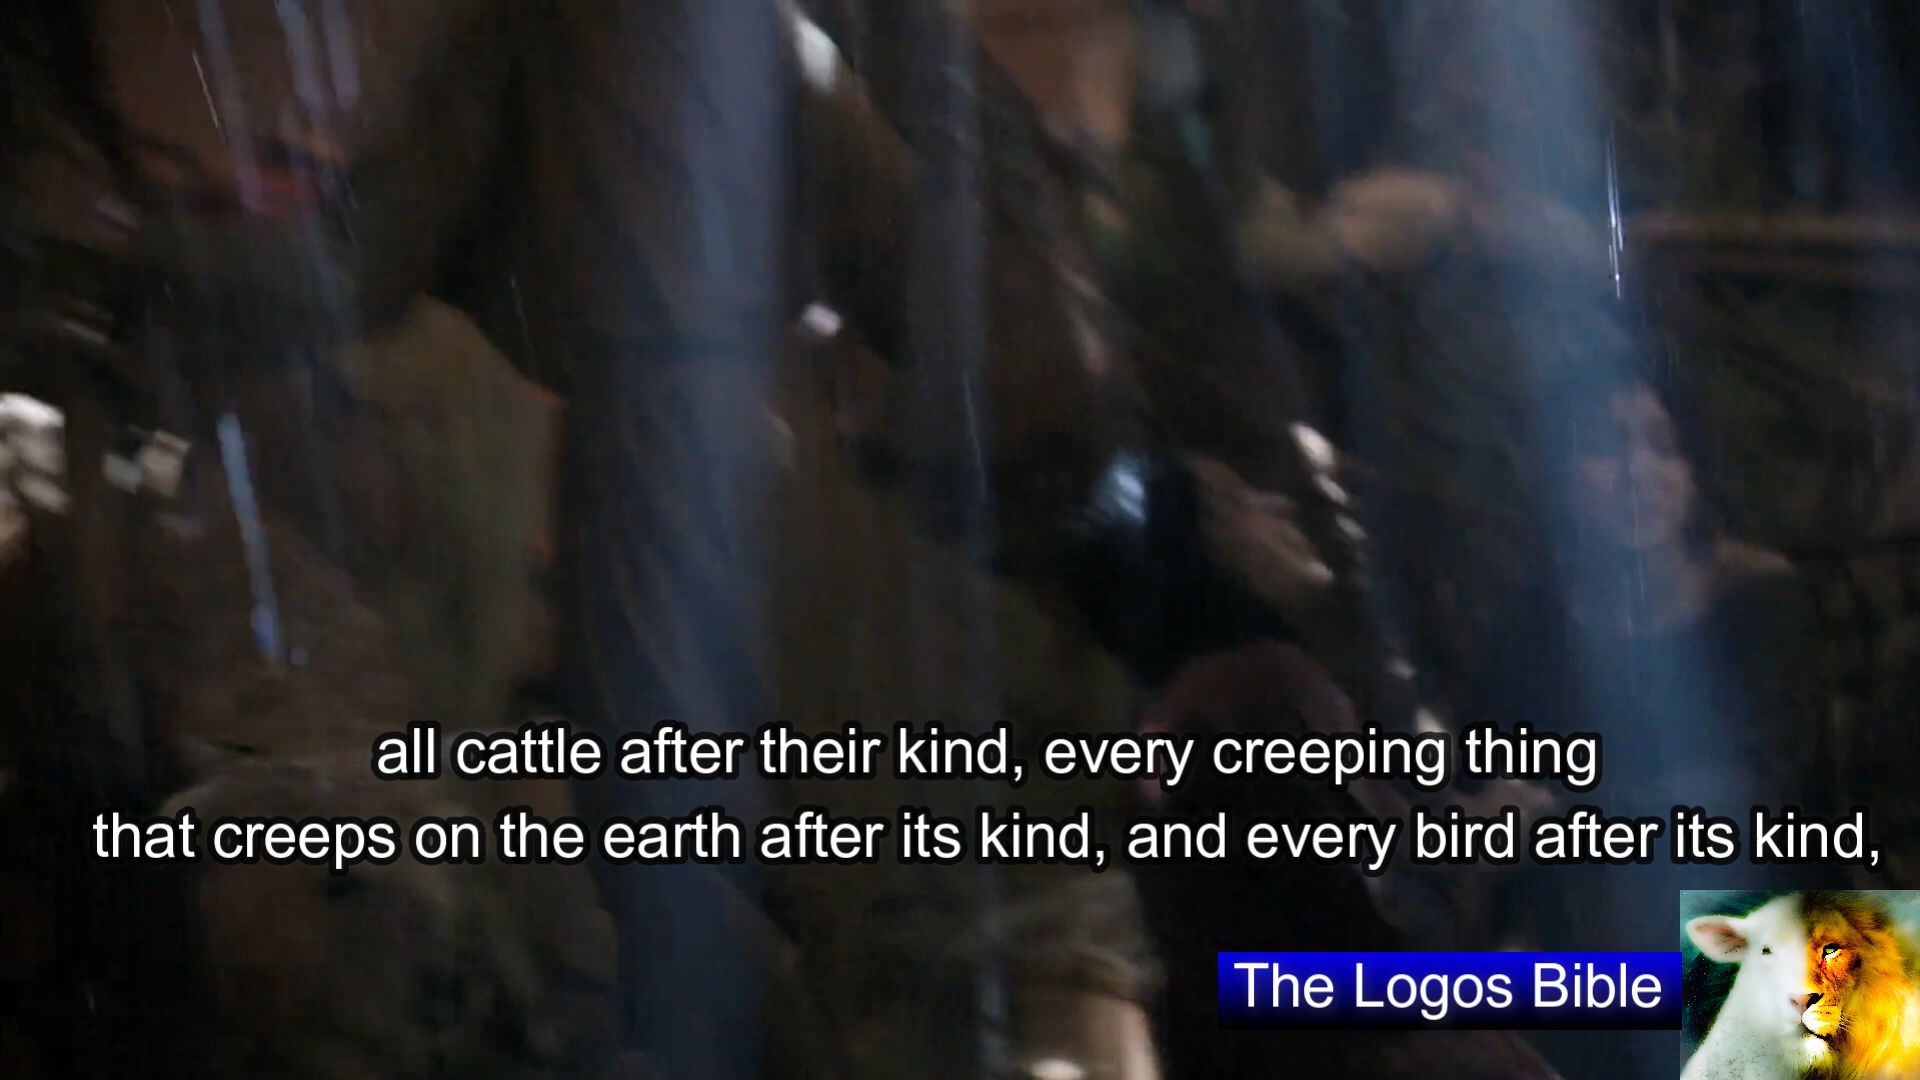 all cattle after their kind, every creeping thing
that creeps on the earth after its kind, and every bird after its kind,
The Logos Bible